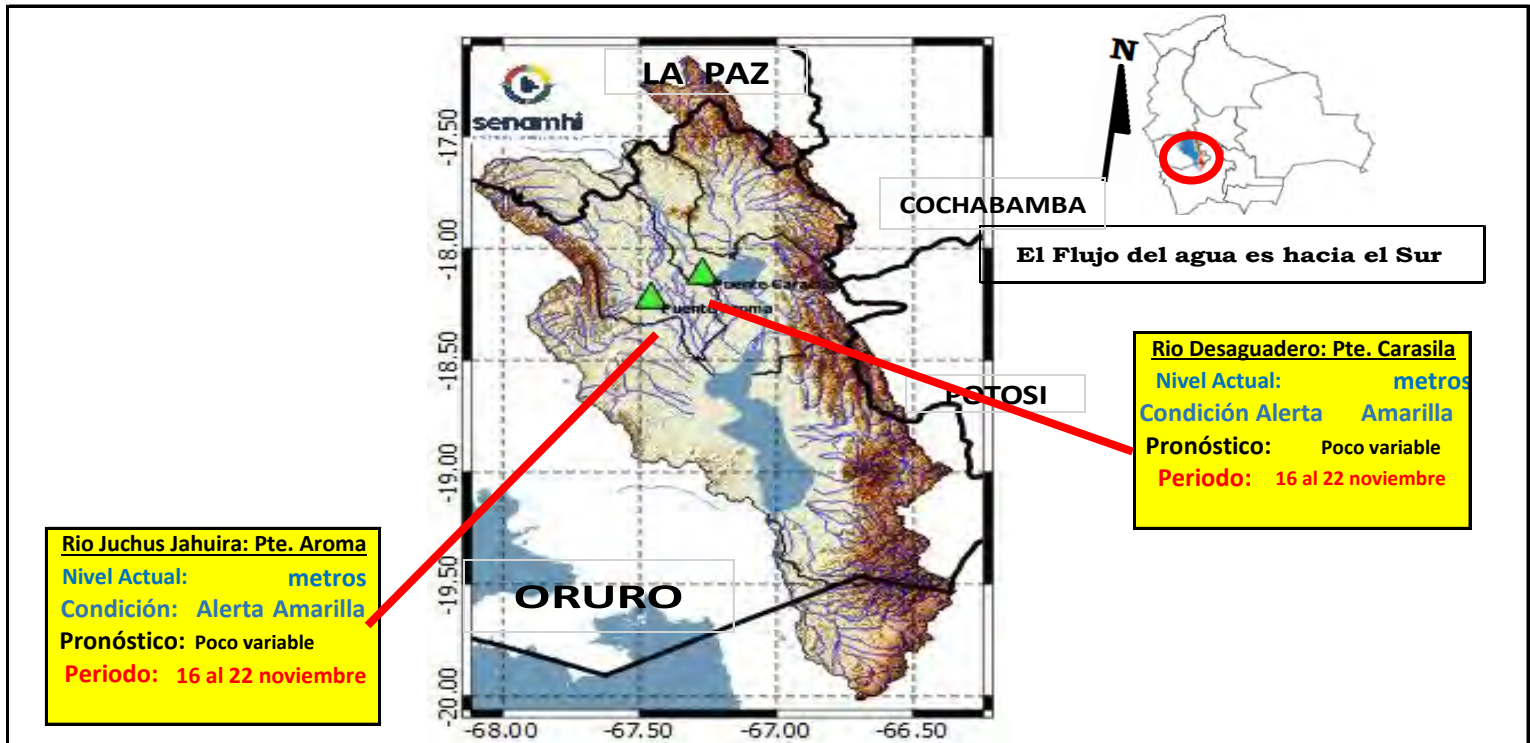 LA PAZ
senamhi
N
COCHABAMBA
El Flujo del agua es hacia el Sur
Puente Aroma
POTOSI
ORURO
Rio Desaguadero: Pte. Carasila
Nivel Actual: metros
Condición Alerta Amarilla
Pronóstico: Poco variable
Periodo: 16 al 22 noviembre
Rio Juchus Jahuira: Pte. Aroma
Nivel Actual: metros
Condición: Alerta Amarilla
Pronóstico: Poco variable
Periodo: 16 al 22 noviembre
-17.50
-18.00
-18.50
-19.00
-19.50
-20.00
-68.00 -67.50 -67.00 -66.50